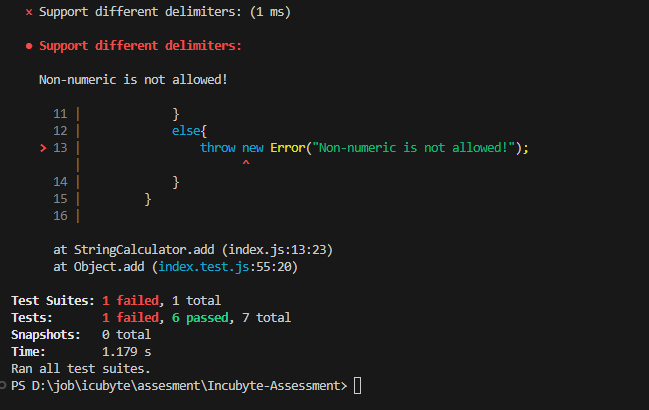 × Support different delimiters: (1 ms)
● Support different delimiters:
Non-numeric is not allowed!
11 | }
12 | else{
> 13 | throw new Error("Non-numeric is not allowed!");
| ^
14 | }
15 | }
16 |
at StringCalculator.add (index.js:13:23)
at Object.add (index.test.js:55:20)
Test Suites: 1 failed, 1 total
Tests: 1 failed, 6 passed, 7 total
Snapshots: 0 total
Time: 1.179 s
Ran all test suites.
PS D:\job\icubyte\assesment\Incubyte-Assessment>